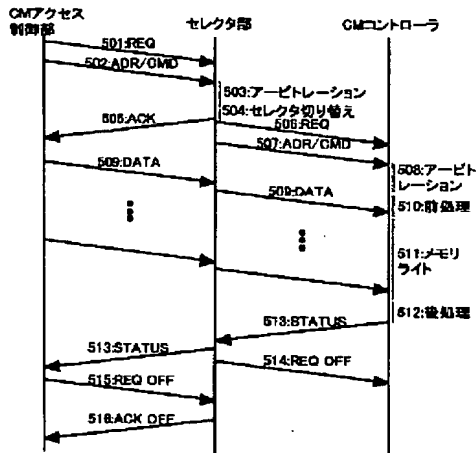 CMアクセス
制御部
セレクタ部
CMコントローラ
501:REQ
502:ADR/CMD
503:アービトレーション
504:セレクタ切り替え
505:ACK
506:REQ
507:ADR/CMD
508:アービト
レーション
509:DATA
509:DATA
510:前処理
511:メモリ
ライト
512:後処理
513:STATUS
513:STATUS
514:REQ OFF
515:REQ OFF
516:ACK OFF